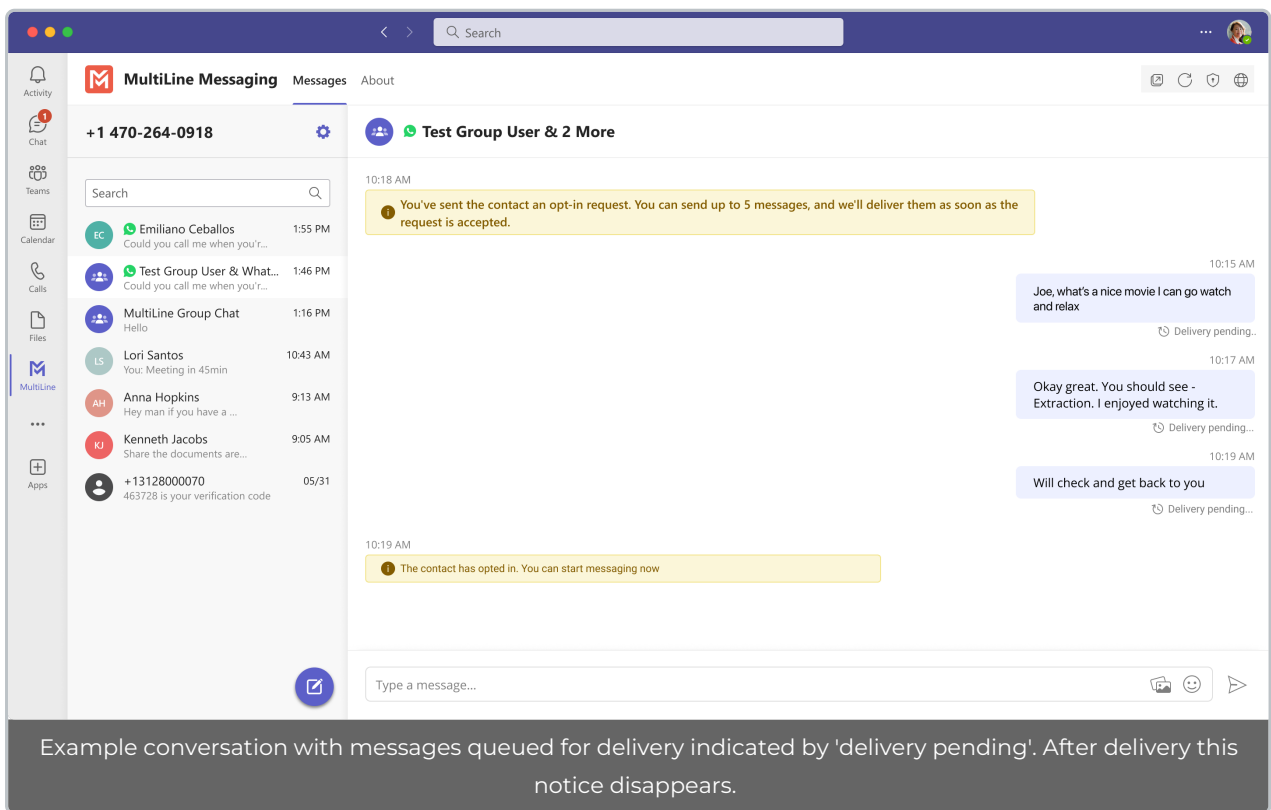 Search
Activity
1
Chat
Teams
Calendar
Calls
Files
MultiLine
Apps
MultiLine Messaging Messages About
+1 470-264-0918
Search
EC Emiliano Ceballos 1:55 PM
Could you call me when you'r...
Test Group User & What... 1:46 PM
Could you call me when you'r...
MultiLine Group Chat 1:16 PM
Hello
LS Lori Santos 10:43 AM
You: Meeting in 45min
AH Anna Hopkins 9:13 AM
Hey man if you have a ...
KJ Kenneth Jacobs 9:05 AM
Share the documents are...
+13128000070 05/31
463728 is your verification code
Test Group User & 2 More
10:18 AM
You've sent the contact an opt-in request. You can send up to 5 messages, and we'll deliver them as soon as the
request is accepted.
10:15 AM
Joe, what's a nice movie I can go watch
and relax
Delivery pending..
10:17 AM
Okay great. You should see -
Extraction. I enjoyed watching it.
Delivery pending...
10:19 AM
Will check and get back to you
Delivery pending...
10:19 AM
The contact has opted in. You can start messaging now
Type a message...
Example conversation with messages queued for delivery indicated by 'delivery pending'. After delivery this
notice disappears.